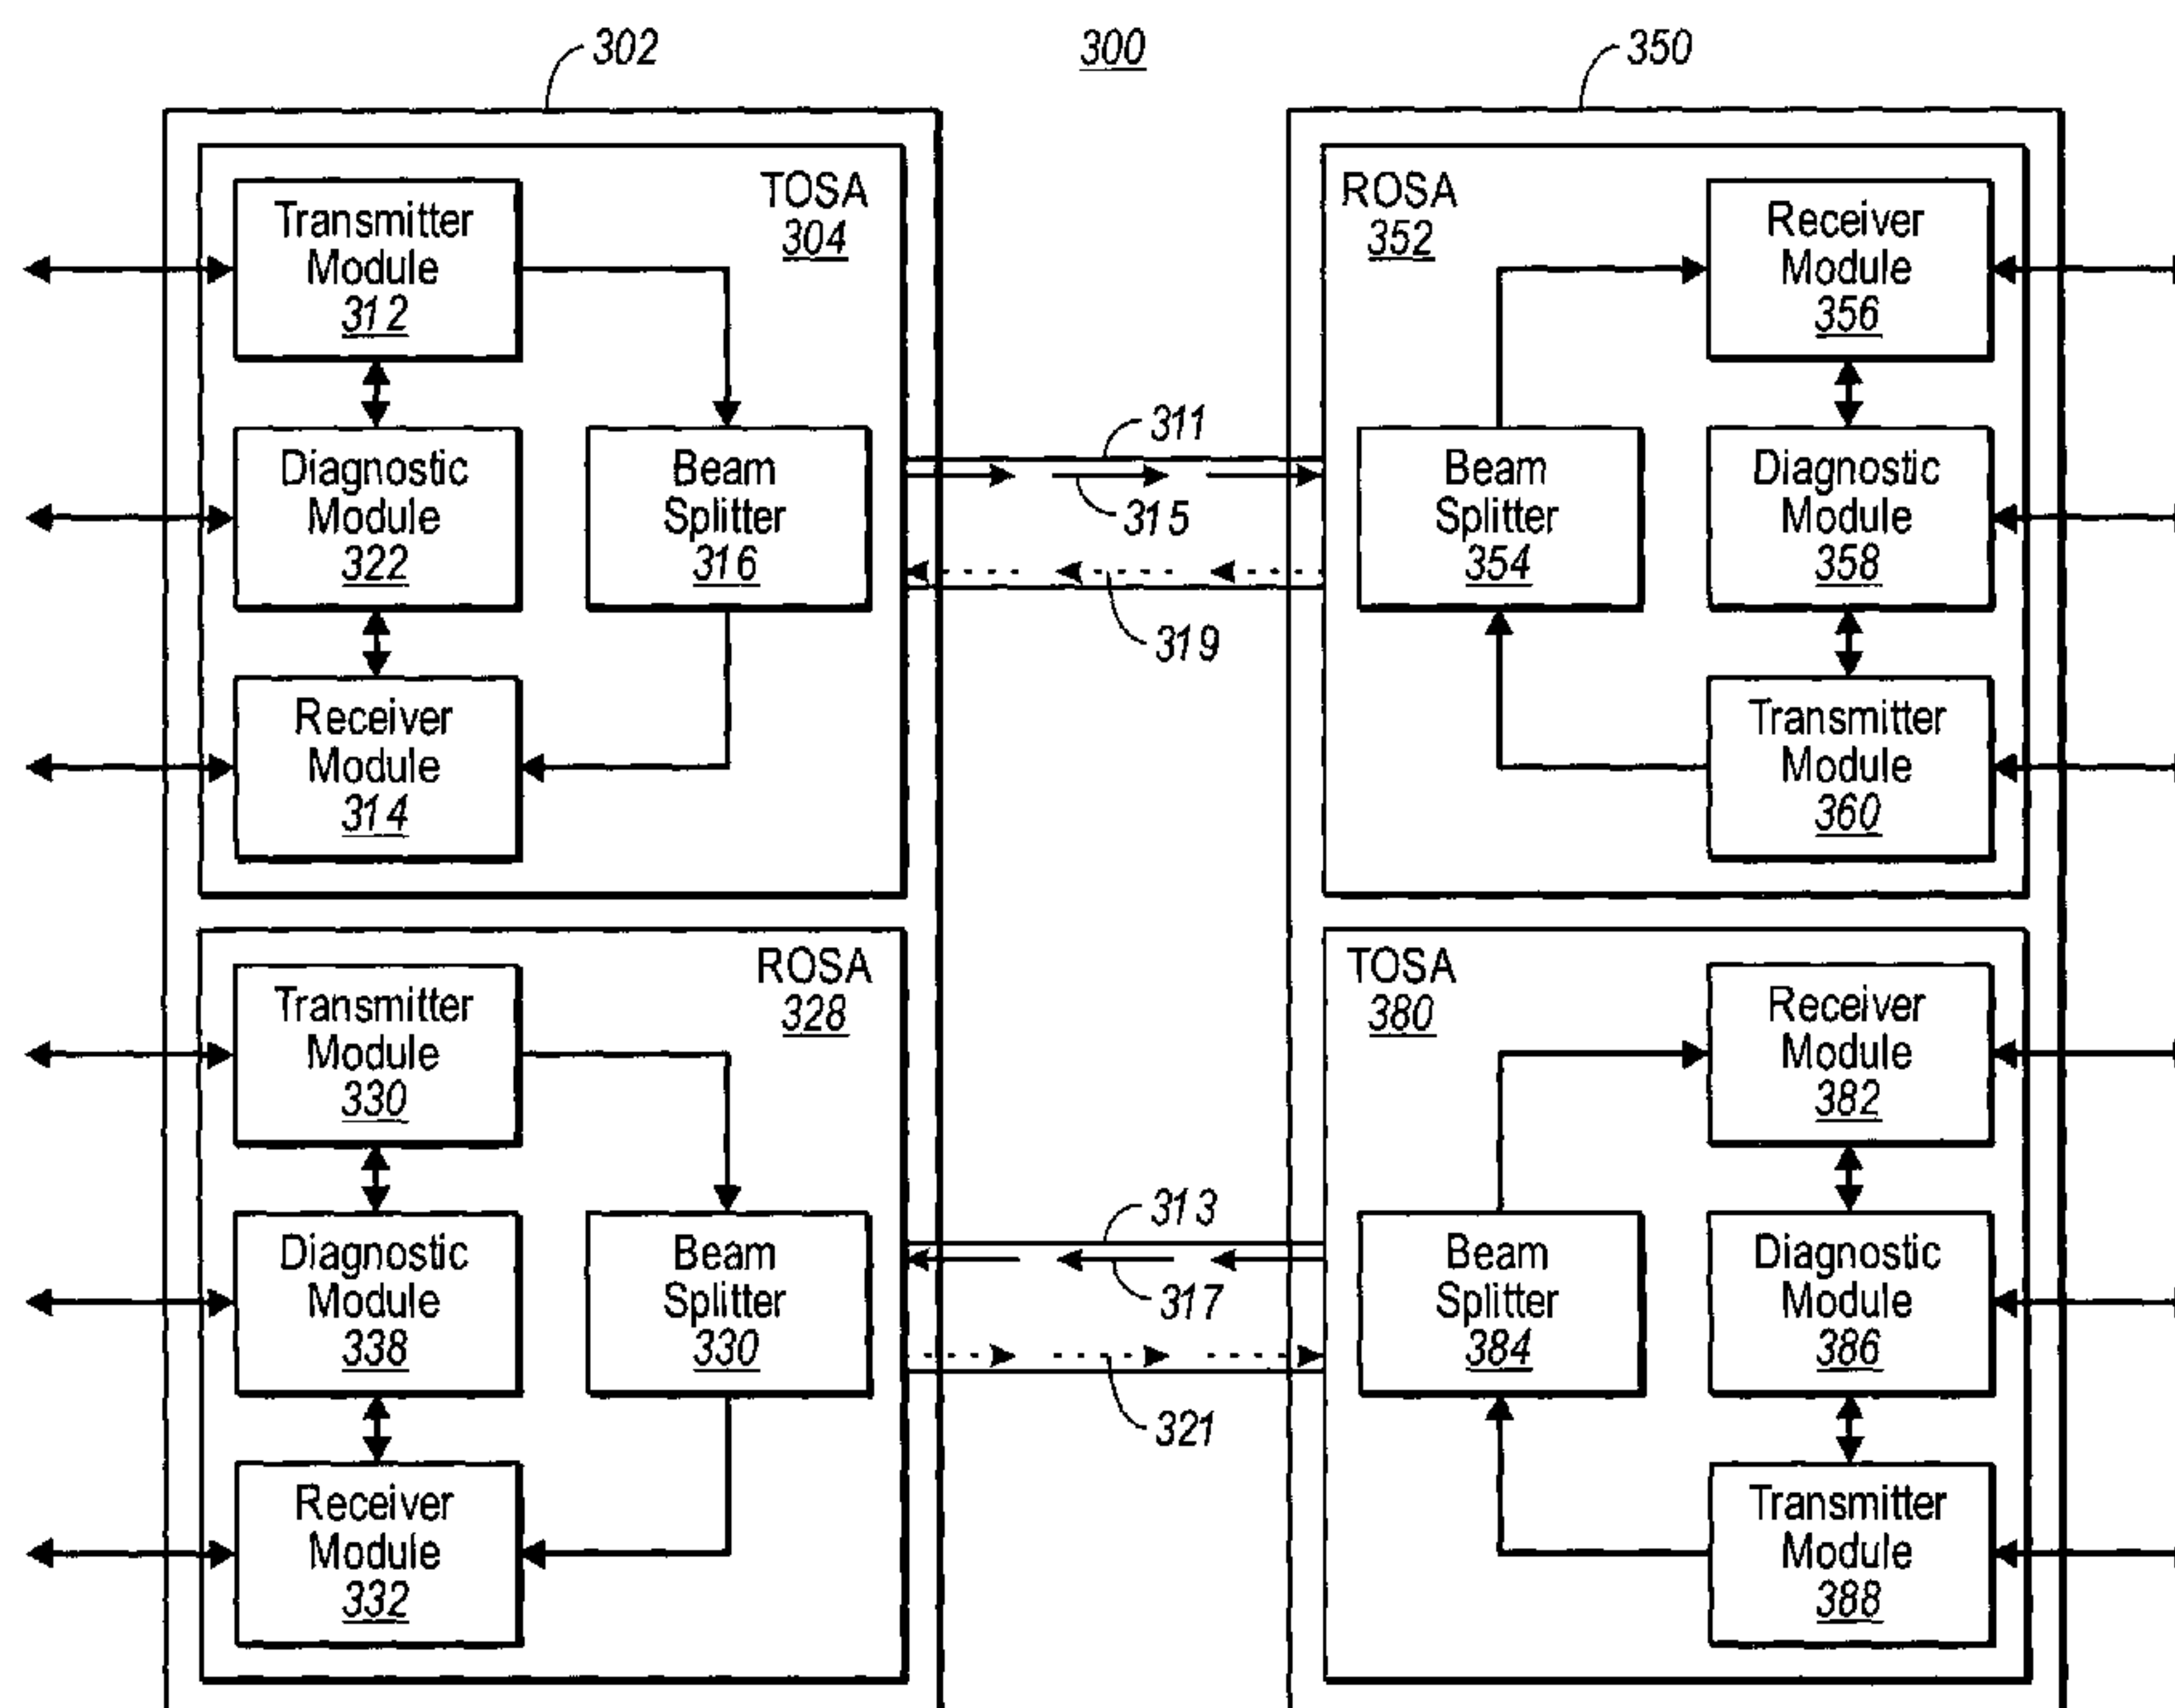 302
300
350
TOSA
304
Transmitter
Module
312
Diagnostic
Module
322
Receiver
Module
314
Beam
Splitter
316
311
315
319
ROSA
352
Beam
Splitter
354
Receiver
Module
356
Diagnostic
Module
358
Transmitter
Module
360
ROSA
328
Transmitter
Module
330
Diagnostic
Module
338
Receiver
Module
332
Beam
Splitter
330
313
317
321
TOSA
380
Beam
Splitter
384
Receiver
Module
382
Diagnostic
Module
386
Transmitter
Module
388